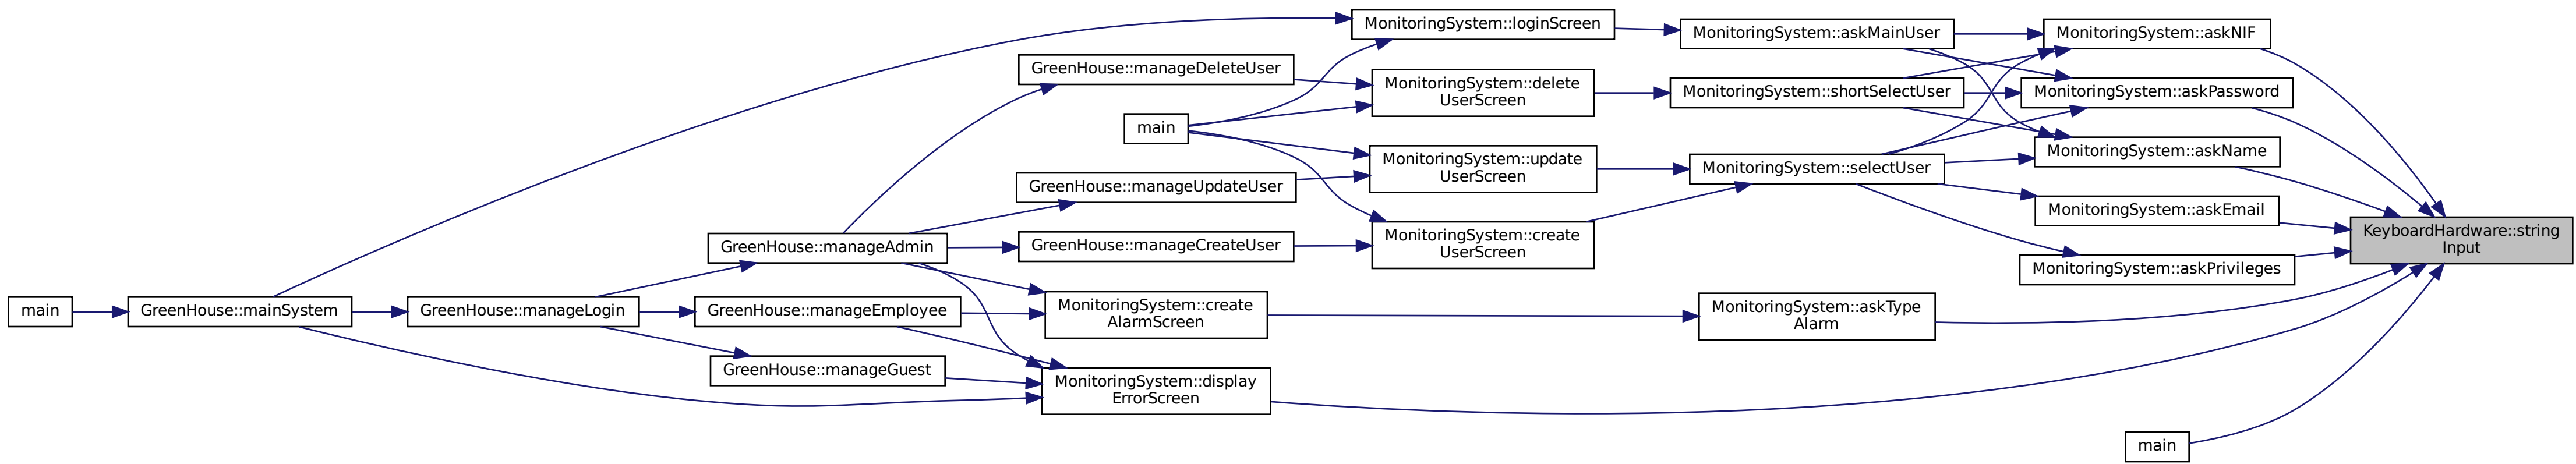 MonitoringSystem::loginScreen
MonitoringSystem::askMainUser
MonitoringSystem::askNIF
GreenHouse::manageDeleteUser
MonitoringSystem::delete
UserScreen
MonitoringSystem::shortSelectUser
MonitoringSystem::askPassword
main
MonitoringSystem::update
UserScreen
MonitoringSystem::selectUser
MonitoringSystem::askName
GreenHouse::manageUpdateUser
MonitoringSystem::askEmail
GreenHouse::manageAdmin
GreenHouse::manageCreateUser
MonitoringSystem::create
UserScreen
MonitoringSystem::askPrivileges
KeyboardHardware::string
Input
main
GreenHouse::mainSystem
GreenHouse::manageLogin
GreenHouse::manageEmployee
MonitoringSystem::create
AlarmScreen
MonitoringSystem::askType
Alarm
GreenHouse::manageGuest
MonitoringSystem::display
ErrorScreen
main